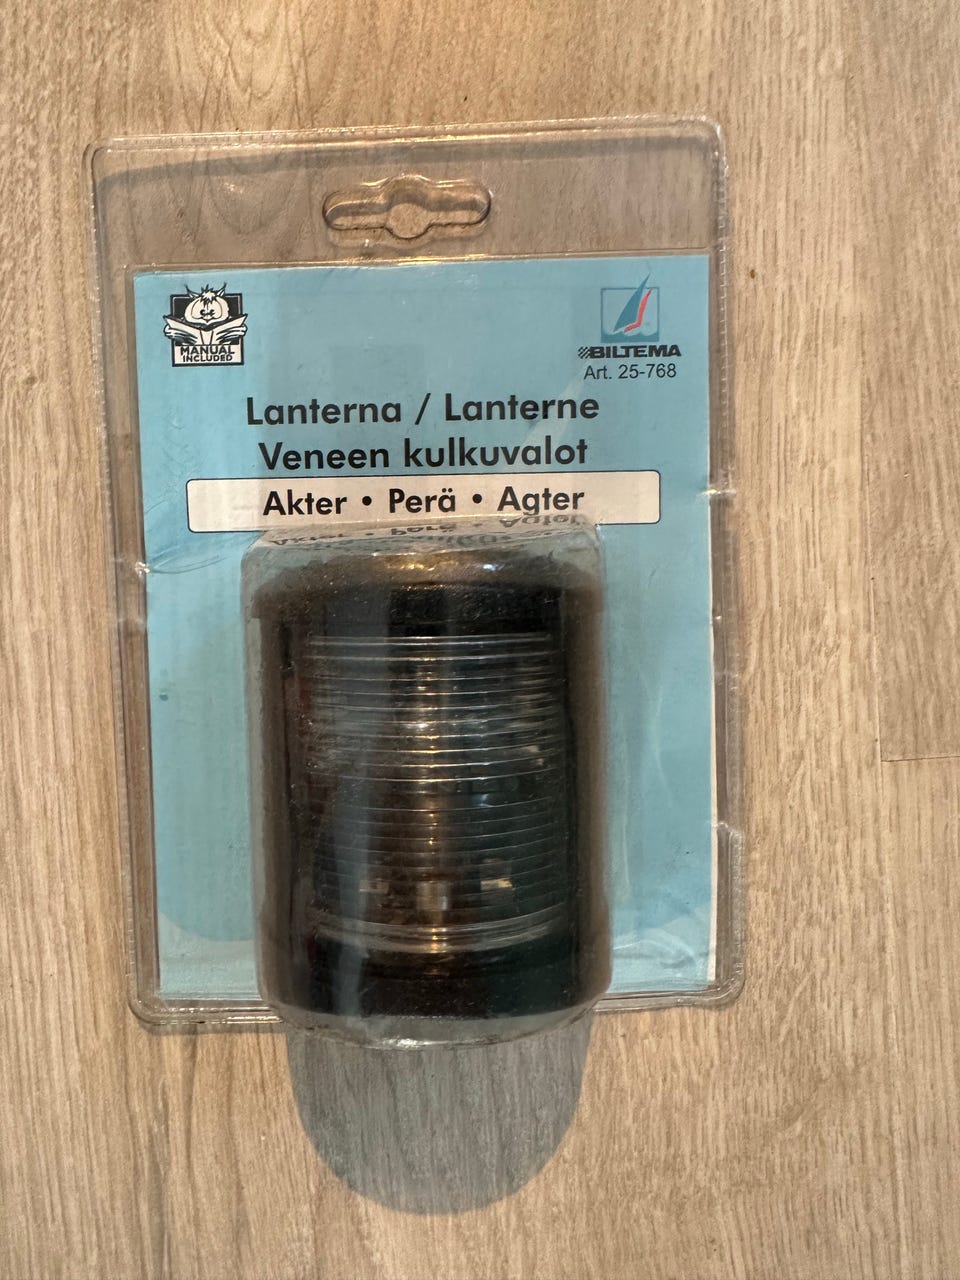 MANUAL
INCLUDED
BILTEMA
Art. 25-768
Lanterna / Lanterne
Veneen kulkuvalot
Akter • Perä • Agter